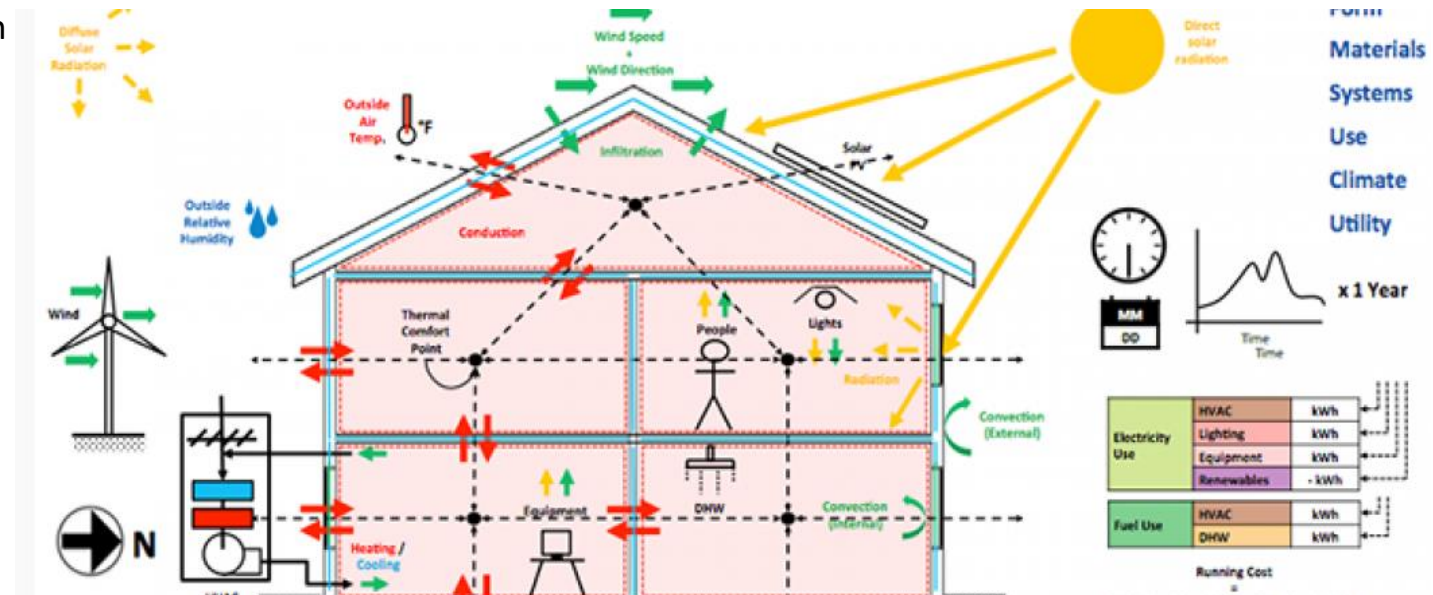 Diffuse
Solar
Radiation
Wind Speed
+
Wind Direction
Direct
solar
radiation
Form
Materials
Systems
Use
Climate
Utility
Outside
Air
Temp.
°F
Infiltration
Solar
PV
Outside
Relative
Humidity
Conduction
x 1 Year
MM
DD
Time
Time
Wind
Thermal
Comfort
Point
People
Lights
Radiation
Convection
(External)
Electricity
Use
HVAC kWh
Lighting kWh
Equipment kWh
Renewables - kWh
Fuel Use
HVAC kWh
DHW kWh
Running Cost
=
N
Equipment
DHW
Convection
(Internal)
Heating /
Cooling
HVAC